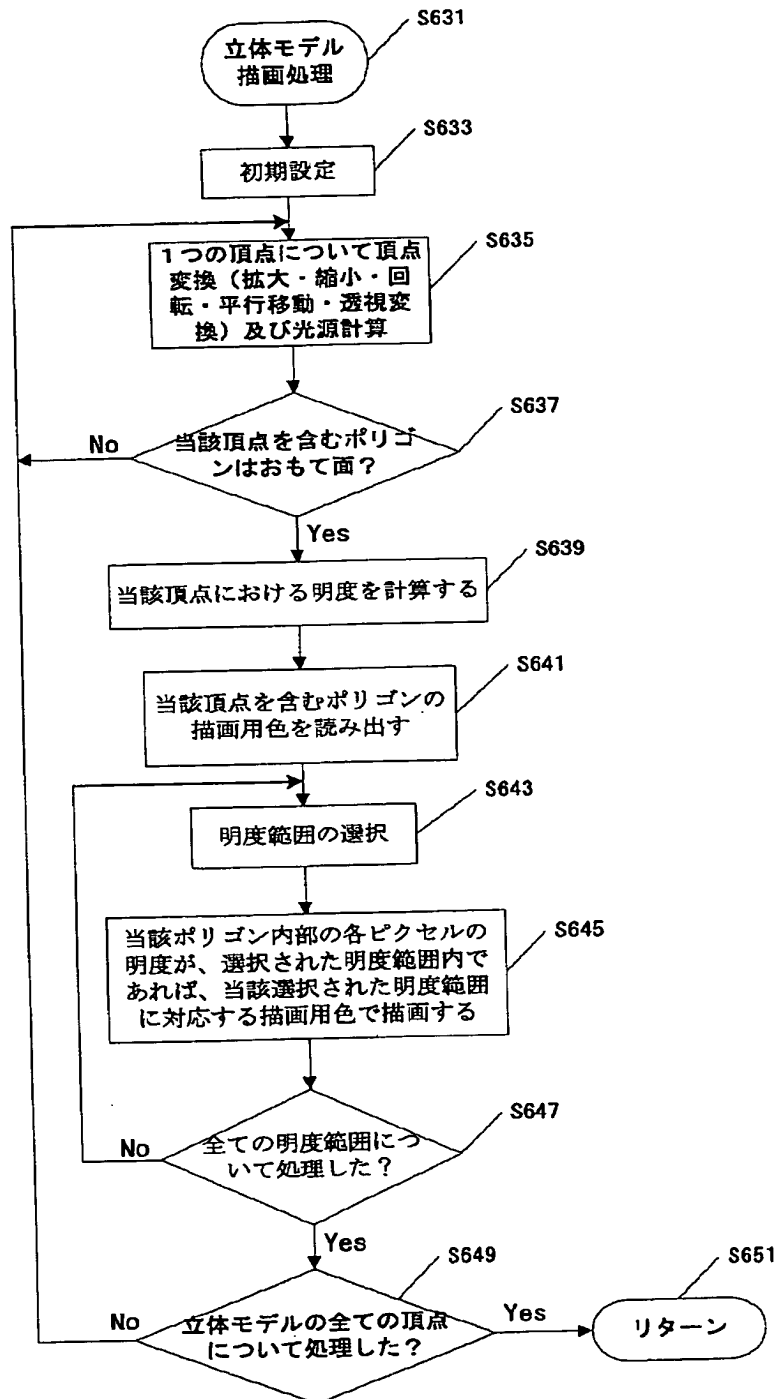 S631
立体モデル
描画処理
S633
初期設定
S635
1つの頂点について頂点
変換（拡大・縮小・回
転・平行移動・透視変
換）及び光源計算
S637
当該頂点を含むポリゴ
ンはおもて面？
No
Yes
S639
当該頂点における明度を計算する
S641
当該頂点を含むポリゴンの
描画用色を読み出す
S643
明度範囲の選択
S645
当該ポリゴン内部の各ピクセルの
明度が、選択された明度範囲内で
あれば、当該選択された明度範囲
に対応する描画用色で描画する
S647
全ての明度範囲につ
いて処理した？
No
Yes
S649
立体モデルの全ての頂点
について処理した？
No
Yes
S651
リターン